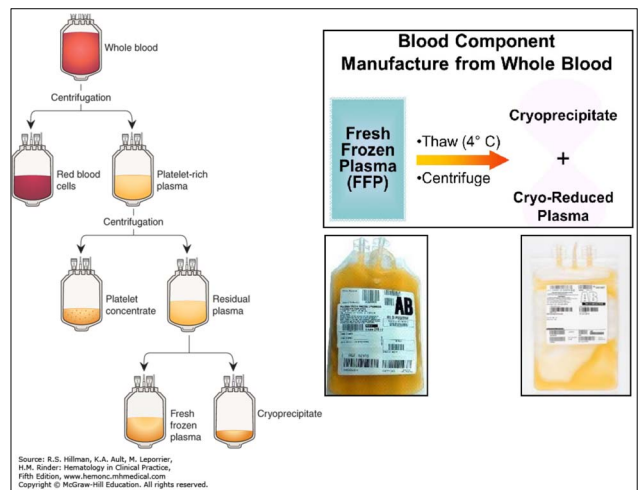 Whole blood
Centrifugation
Red blood
cells
Platelet-rich
plasma
Centrifugation
Platelet
concentrate
Residual
plasma
Fresh
frozen
plasma
Cryoprecipitate
Source: R.S. Hillman, K.A. Ault, M. Leporrier,
H.M. Rinder: Hematology in Clinical Practice,
Fifth Edition, www.hemonc.mhmedical.com
Copyright © McGraw-Hill Education. All rights reserved.
Blood Component
Manufacture from Whole Blood
Fresh
Frozen
Plasma
(FFP)
•Thaw (4° C)
•Centrifuge
Cryoprecipitate
+
Cryo-Reduced
Plasma
AB